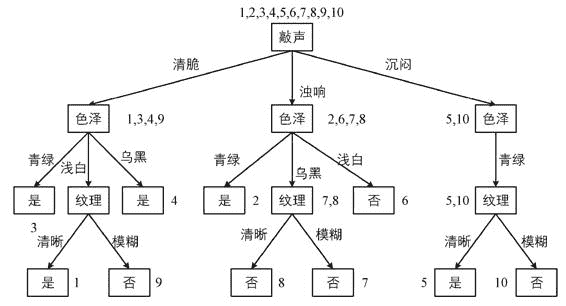 1,2,3,4,5,6,7,8,9,10
敲声
清脆
浊响
沉闷
色泽
1,3,4,9
色泽
2,6,7,8
5,10
色泽
青绿
浅白
乌黑
青绿
乌黑
浅白
青绿
是
3
纹理
是
4
是
2
纹理
7,8
否
6
5,10
纹理
清晰
模糊
清晰
模糊
清晰
模糊
是
1
否
9
否
8
否
7
5
是
10
否